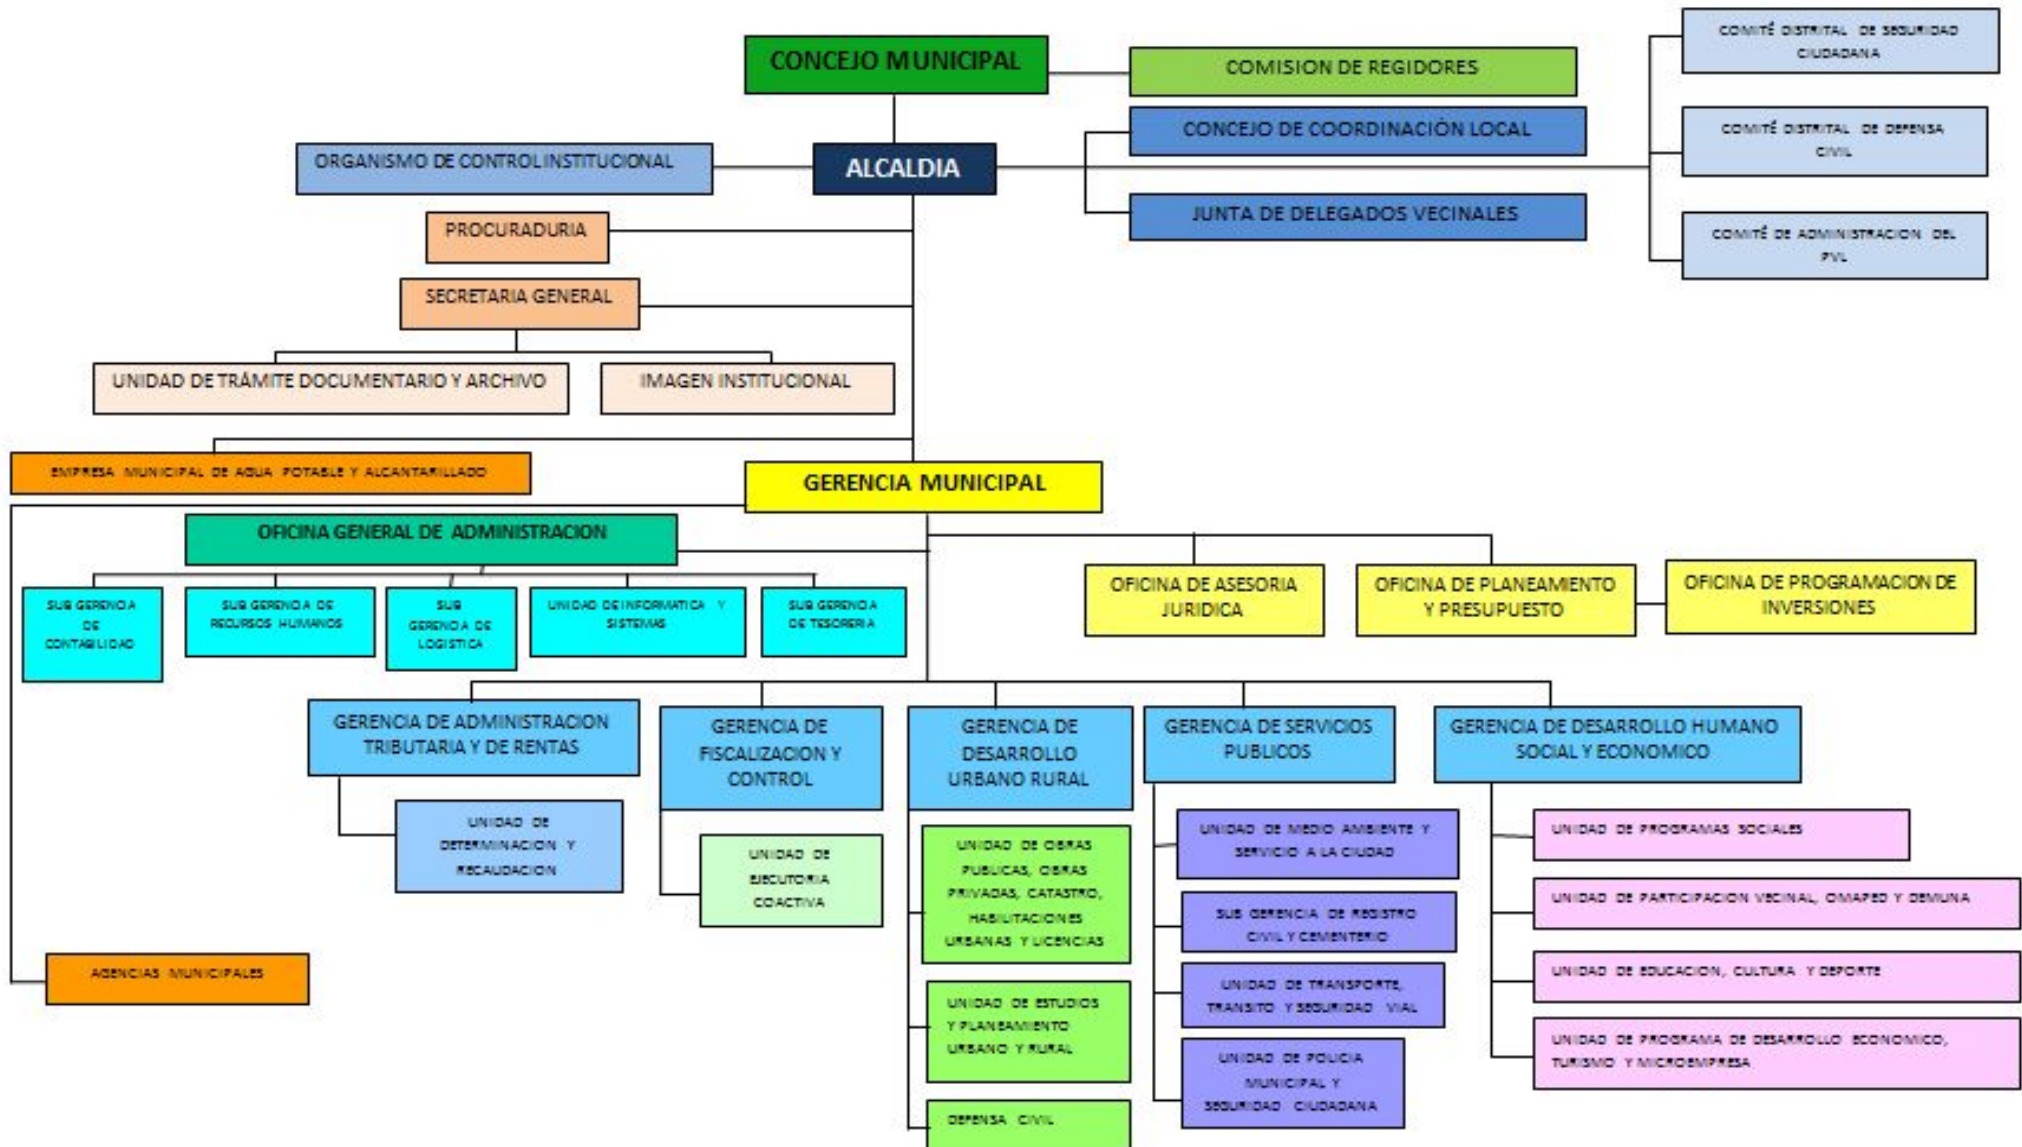 CONCEJO MUNICIPAL
COMISION DE REGIDORES
COMITÉ DISTRITAL DE SEGURIDAD
CIUDADANA
CONCEJO DE COORDINACIÓN LOCAL
COMITÉ DISTRITAL DE DEFENSA
CIVIL
ORGANISMO DE CONTROL INSTITUCIONAL
ALCALDIA
JUNTA DE DELEGADOS VECINALES
COMITÉ DE ADMINISTRACION DEL
PVL
PROCURADURIA
SECRETARIA GENERAL
UNIDAD DE TRÁMITE DOCUMENTARIO Y ARCHIVO
IMAGEN INSTITUCIONAL
EMPRESA MUNICIPAL DE AGUA POTABLE Y ALCANTARILLADO
GERENCIA MUNICIPAL
OFICINA GENERAL DE ADMINISTRACION
SUB GERENCIA
DE
CONTABILIDAD
SUB GERENCIA DE
RECURSOS HUMANOS
SUB
GERENCIA DE
LOGISTICA
UNIDAD DE INFORMATICA Y
SISTEMAS
SUB GERENCIA
DE TESORERIA
OFICINA DE ASESORIA
JURIDICA
OFICINA DE PLANEAMIENTO
Y PRESUPUESTO
OFICINA DE PROGRAMACION DE
INVERSIONES
GERENCIA DE ADMINISTRACION
TRIBUTARIA Y DE RENTAS
GERENCIA DE
FISCALIZACION Y
CONTROL
GERENCIA DE
DESARROLLO
URBANO RURAL
GERENCIA DE SERVICIOS
PUBLICOS
GERENCIA DE DESARROLLO HUMANO
SOCIAL Y ECONOMICO
UNIDAD DE
DETERMINACION Y
RECAUDACION
UNIDAD DE
EJECUTORIA
COACTIVA
UNIDAD DE OBRAS
PUBLICAS, OBRAS
PRIVADAS, CATASTRO,
HABILITACIONES
URBANAS Y LICENCIAS
UNIDAD DE ESTUDIOS
Y PLANEAMIENTO
URBANO Y RURAL
DEFENSA CIVIL
UNIDAD DE MEDIO AMBIENTE Y
SERVICIO A LA CIUDAD
SUB GERENCIA DE REGISTRO
CIVIL Y CEMENTERIO
UNIDAD DE TRANSPORTE,
TRANSITO Y SEGURIDAD VIAL
UNIDAD DE POLICIA
MUNICIPAL Y
SEGURIDAD CIUDADANA
UNIDAD DE PROGRAMAS SOCIALES
UNIDAD DE PARTICIPACION VECINAL, OMAPED Y DEMUNA
UNIDAD DE EDUCACION, CULTURA Y DEPORTE
UNIDAD DE PROGRAMA DE DESARROLLO ECONOMICO,
TURISMO Y MICROEMPRESA
AGENCIAS MUNICIPALES